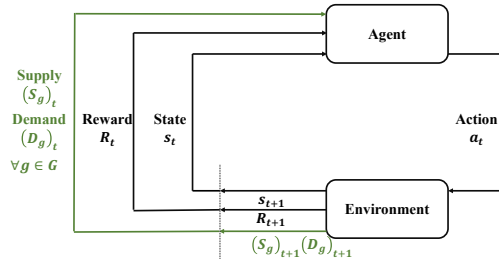 Agent
Supply
(S_g)_t
Demand
(D_g)_t
∀g ∈ G
Reward
R_t
State
s_t
Action
a_t
s_{t+1}
R_{t+1}
Environment
(S_g)_{t+1}(D_g)_{t+1}